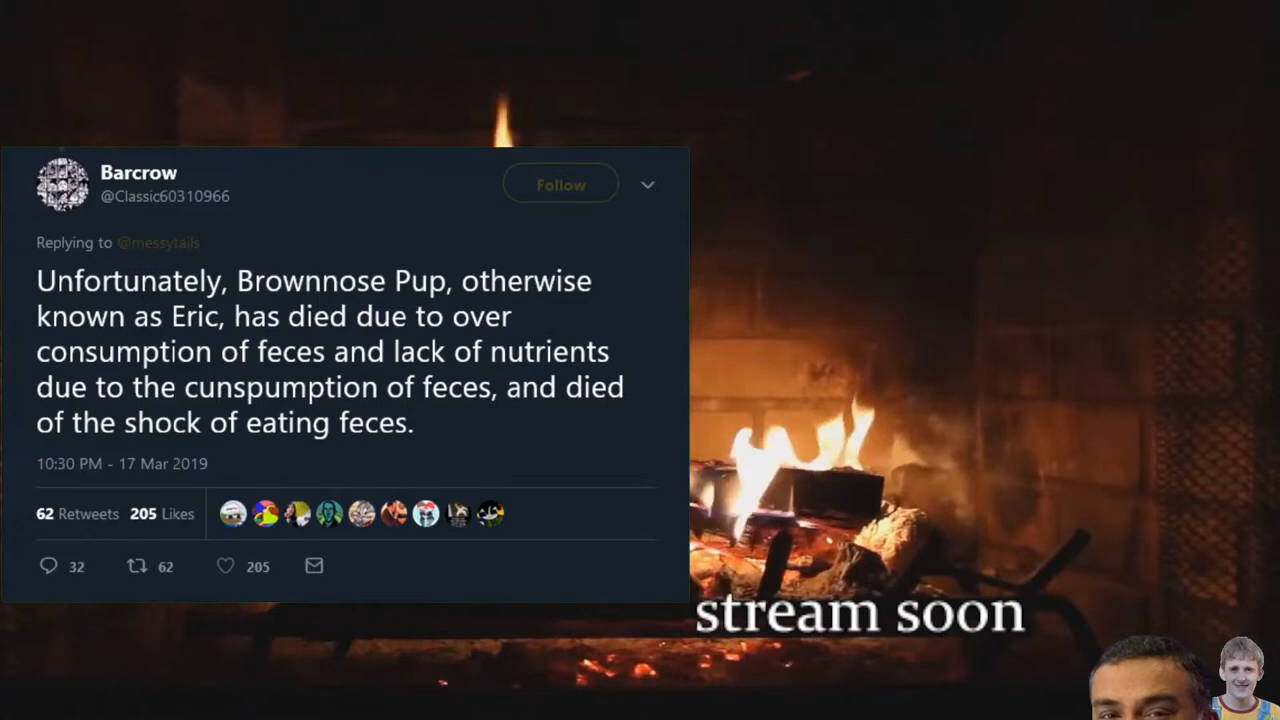 Barcrow
@Classic60310966
Follow
Replying to @messytails
Unfortunately, Brownnose Pup, otherwise
known as Eric, has died due to over
consumption of feces and lack of nutrients
due to the cunspumption of feces, and died
of the shock of eating feces.
10:30 PM - 17 Mar 2019
62 Retweets 205 Likes
32 62 205
stream soon